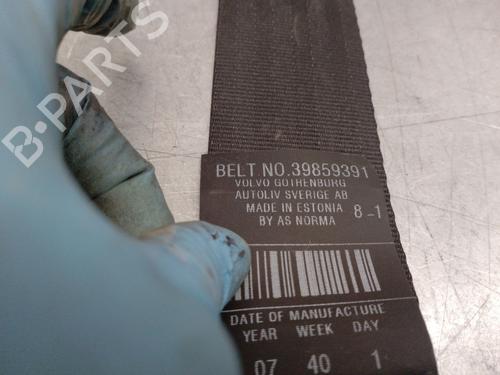 B-PARTS
BELT NO.39859391
VOLVO GOTHENBURG
AUTOLIV SVERIGE AB
MADE IN ESTONIA 8-1
BY AS NORMA
DATE OF MANUFACTURE
YEAR WEEK DAY
07 40 1